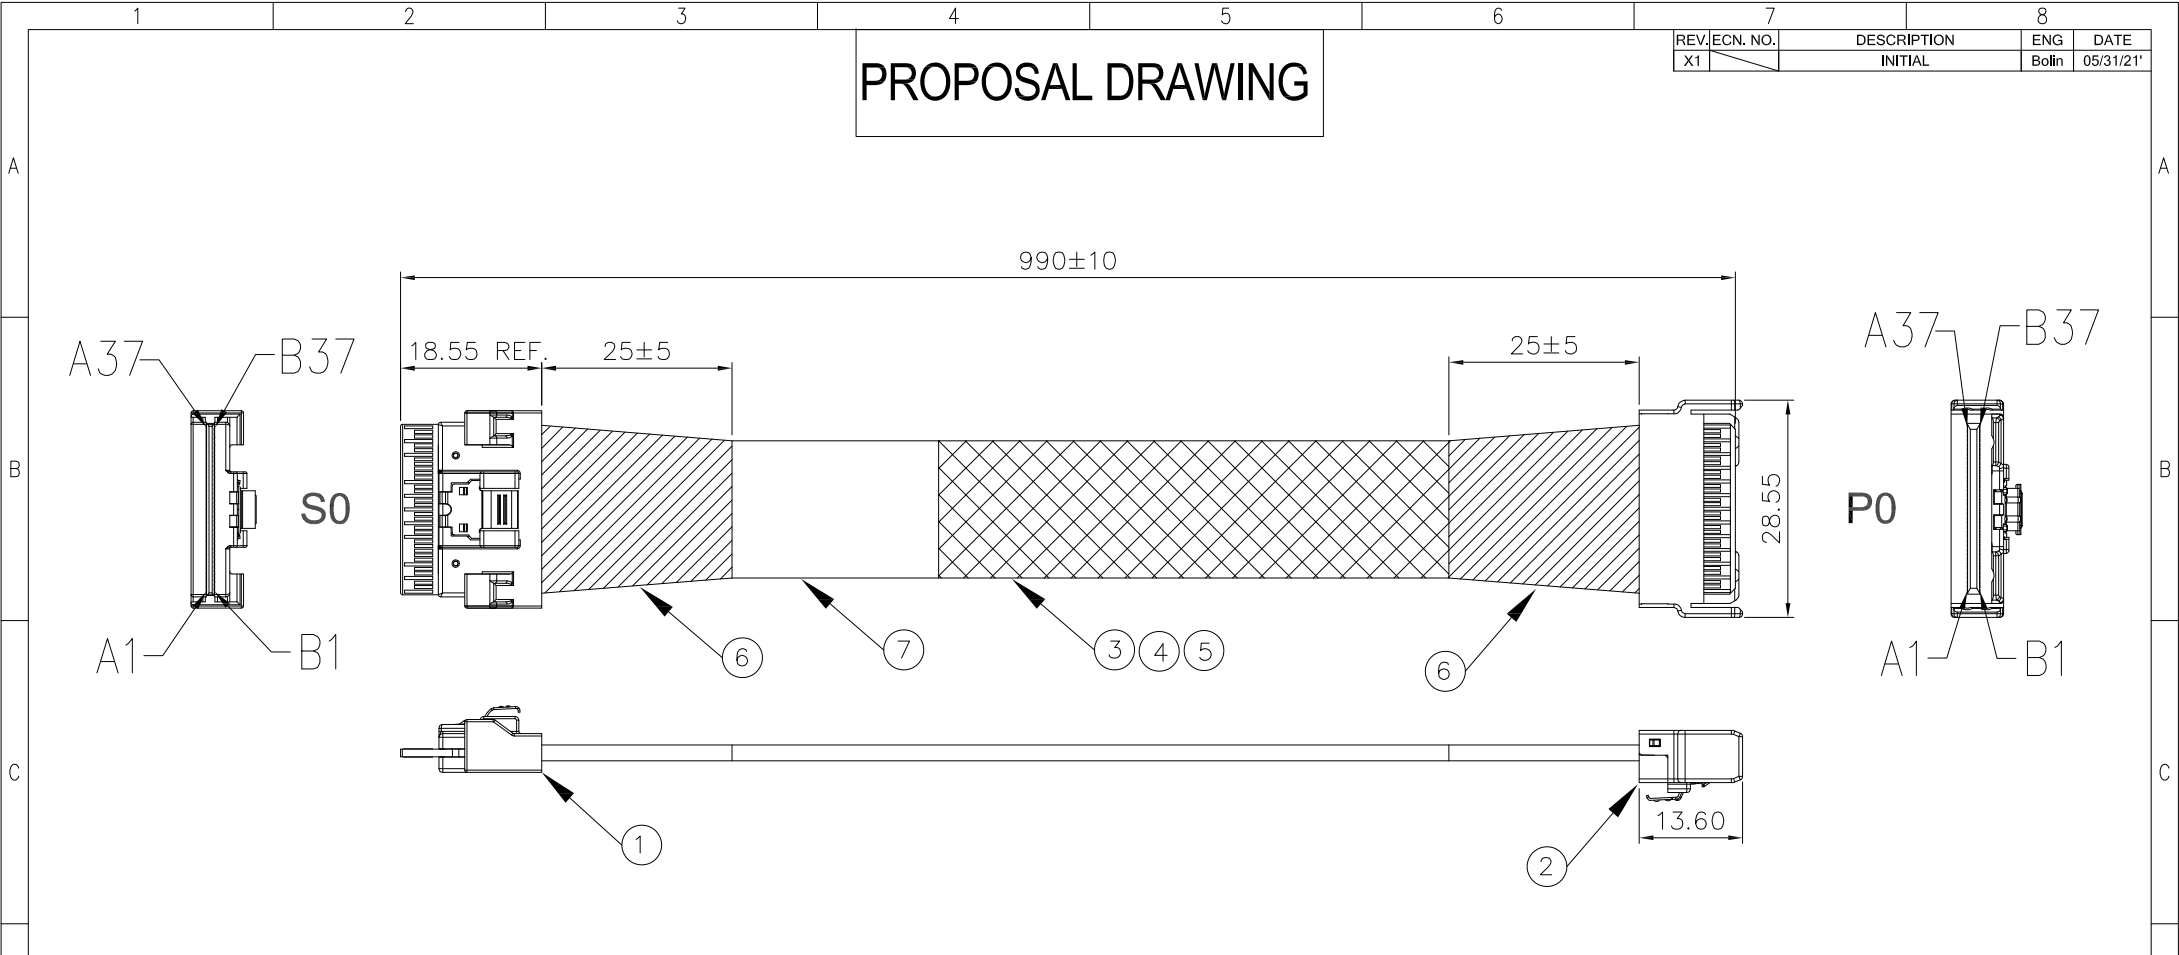 1 2 3 4 5 6 7 8
REV. ECN. NO. DESCRIPTION ENG DATE
X1 INITIAL Bolin 05/31/21'
PROPOSAL DRAWING
A A
990±10
18.55 REF. 25±5 25±5
A37 B37 A37 B37
B B
S0 P0
28.55
A1 B1 A1 B1
6 7 3 4 5 6
C C
1 2
13.60